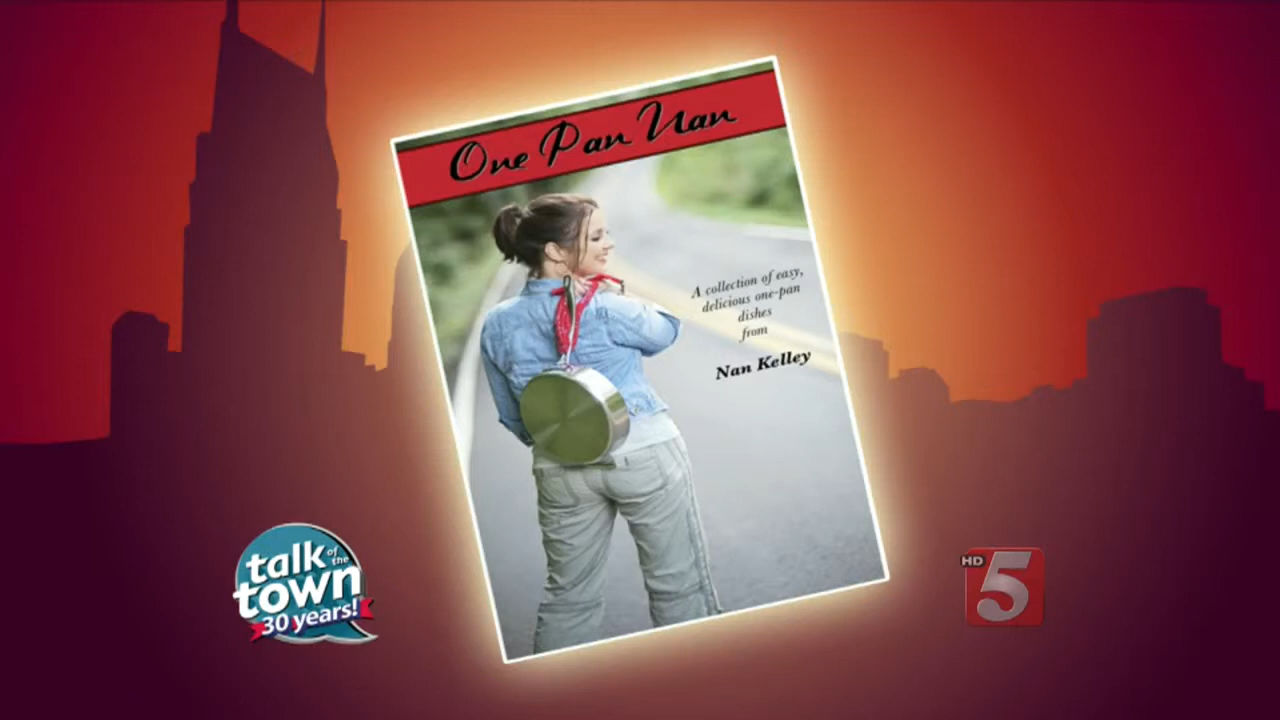 One Pan Nan
A collection of easy,
delicious one-pan
dishes
from
Nan Kelley
talk of the
town
30 years!
HD
5